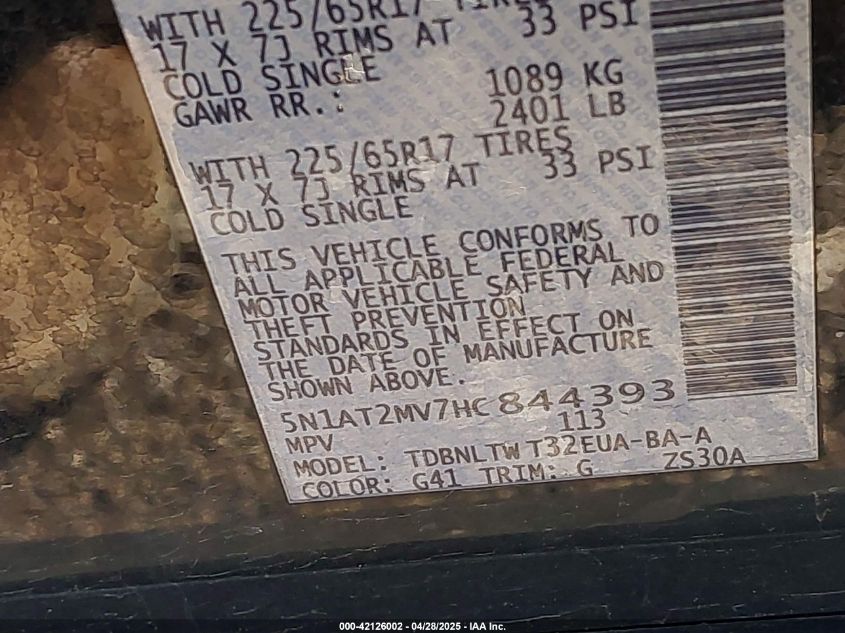 WITH 225/65R17 TIRES
17 X 7J RIMS AT 33 PSI
COLD SINGLE
GAWR RR.: 1089 KG
2401 LB
WITH 225/65R17 TIRES
17 X 7J RIMS AT 33 PSI
COLD SINGLE
THIS VEHICLE CONFORMS TO
ALL APPLICABLE FEDERAL
MOTOR VEHICLE SAFETY AND
THEFT PREVENTION
STANDARDS IN EFFECT ON
THE DATE OF MANUFACTURE
SHOWN ABOVE.
5N1AT2MV7HC844393
MPV 113
MODEL: TDBNLTW T32EUA-BA-A
COLOR: G41 TRIM: G ZS30A
000-42126002 - 04/28/2025 - IAA Inc.